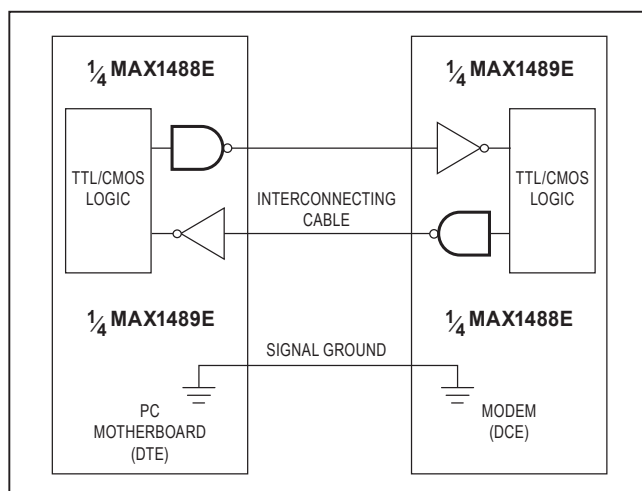 ¼ MAX1488E
¼ MAX1489E
TTL/CMOS
LOGIC
INTERCONNECTING
CABLE
TTL/CMOS
LOGIC
¼ MAX1489E
¼ MAX1488E
SIGNAL GROUND
PC
MOTHERBOARD
(DTE)
MODEM
(DCE)